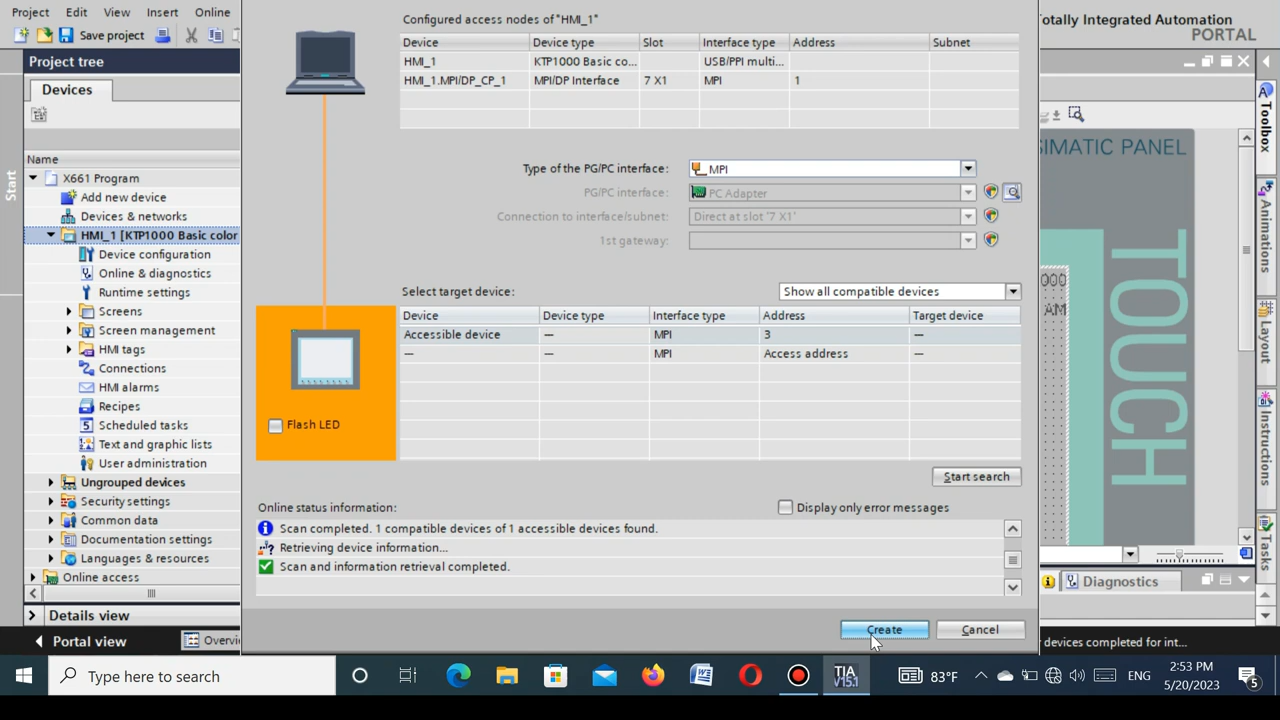 Project Edit View Insert Online
Save project
Totally Integrated Automation
PORTAL
Project tree
Devices
Start
Name
X661 Program
Add new device
Devices & networks
HMI_1 [KTP1000 Basic color
Device configuration
Online & diagnostics
Runtime settings
Screens
Screen management
HMI tags
Connections
HMI alarms
Recipes
Scheduled tasks
Text and graphic lists
User administration
Ungrouped devices
Security settings
Common data
Documentation settings
Languages & resources
Online access
Details view
Portal view
Configured access nodes of "HMI_1"
Device Device type Slot Interface type Address Subnet
HMI_1 KTP1000 Basic co... USB/PPI multi...
HMI_1.MPI/DP_CP_1 MPI/DP Interface 7 X1 MPI 1
Type of the PG/PC interface: MPI
PG/PC interface: PC Adapter
Connection to interface/subnet: Direct at slot '7 X1'
1st gateway:
Select target device: Show all compatible devices
Device Device type Interface type Address Target device
Accessible device — MPI 3 —
— — MPI Access address —
Flash LED
Start search
Online status information: Display only error messages
Scan completed. 1 compatible devices of 1 accessible devices found.
Retrieving device information...
Scan and information retrieval completed.
Create Cancel
SIMATIC PANEL
TOUCH
000
AM
Toolbox
Animations
Layout
Instructions
Tasks
Diagnostics
devices completed for int...
Type here to search
TIA
V15.1
83°F
ENG
2:53 PM
5/20/2023
5